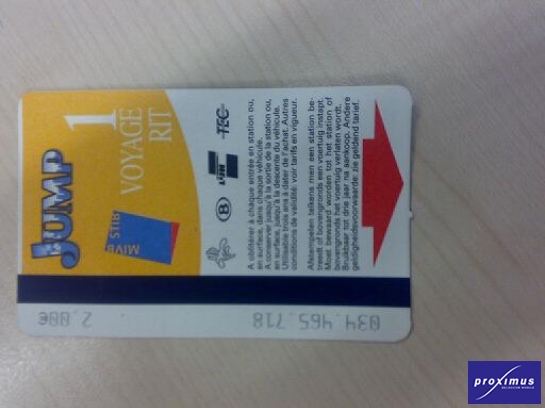 JUMP
1
VOYAGE
RIT
MIVB STIB
B
TEC
A oblitérer à chaque entrée en station ou,
en surface, dans chaque véhicule.
A conserver jusqu'à la sortie de la station ou,
en surface, jusqu'à la descente du véhicule.
Utilisable trois ans à dater de l'achat. Autres
conditions de validité: voir tarifs en vigueur.
Afstempelen telkens men een station be-
treedt of bovengronds een voertuig instapt.
Moet bewaard worden tot het station of
bovengronds het voertuig verlaten wordt.
Bruikbaar tot drie jaar na aankoop. Andere
geldigheidsvoorwaarde: zie geldend tarief.
034.465.718
2.00€
proximus